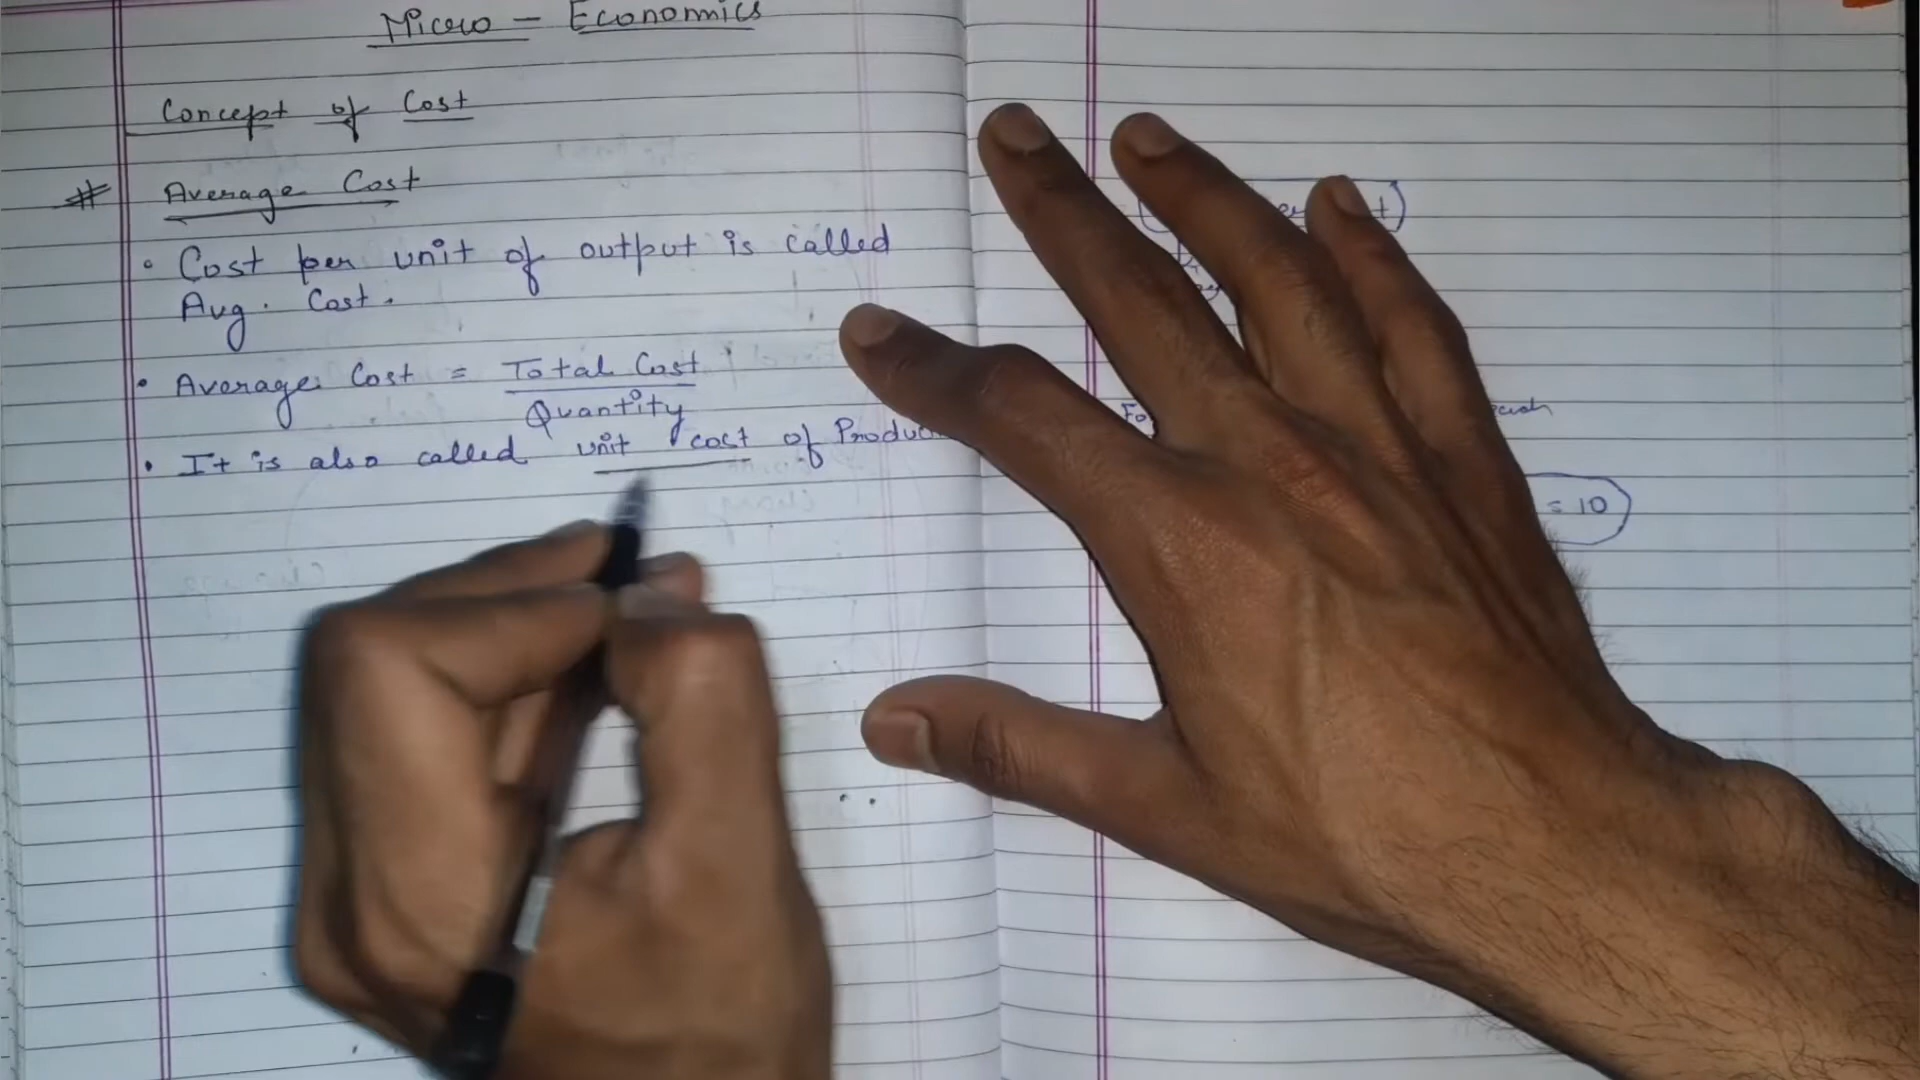 Micro - Economics
Concept of Cost
# Average Cost
• Cost per unit of output is called
Avg. Cost.
• Average Cost = Total Cost
Quantity
• It is also called unit cost of
= 10